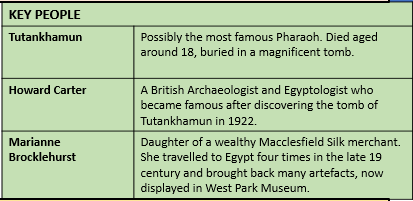 KEY PEOPLE
Tutankhamun
Possibly the most famous Pharaoh. Died aged
around 18, buried in a magnificent tomb.
Howard Carter
A British Archaeologist and Egyptologist who
became famous after discovering the tomb of
Tutankhamun in 1922.
Marianne
Brocklehurst
Daughter of a wealthy Macclesfield Silk merchant.
She travelled to Egypt four times in the late 19
century and brought back many artefacts, now
displayed in West Park Museum.